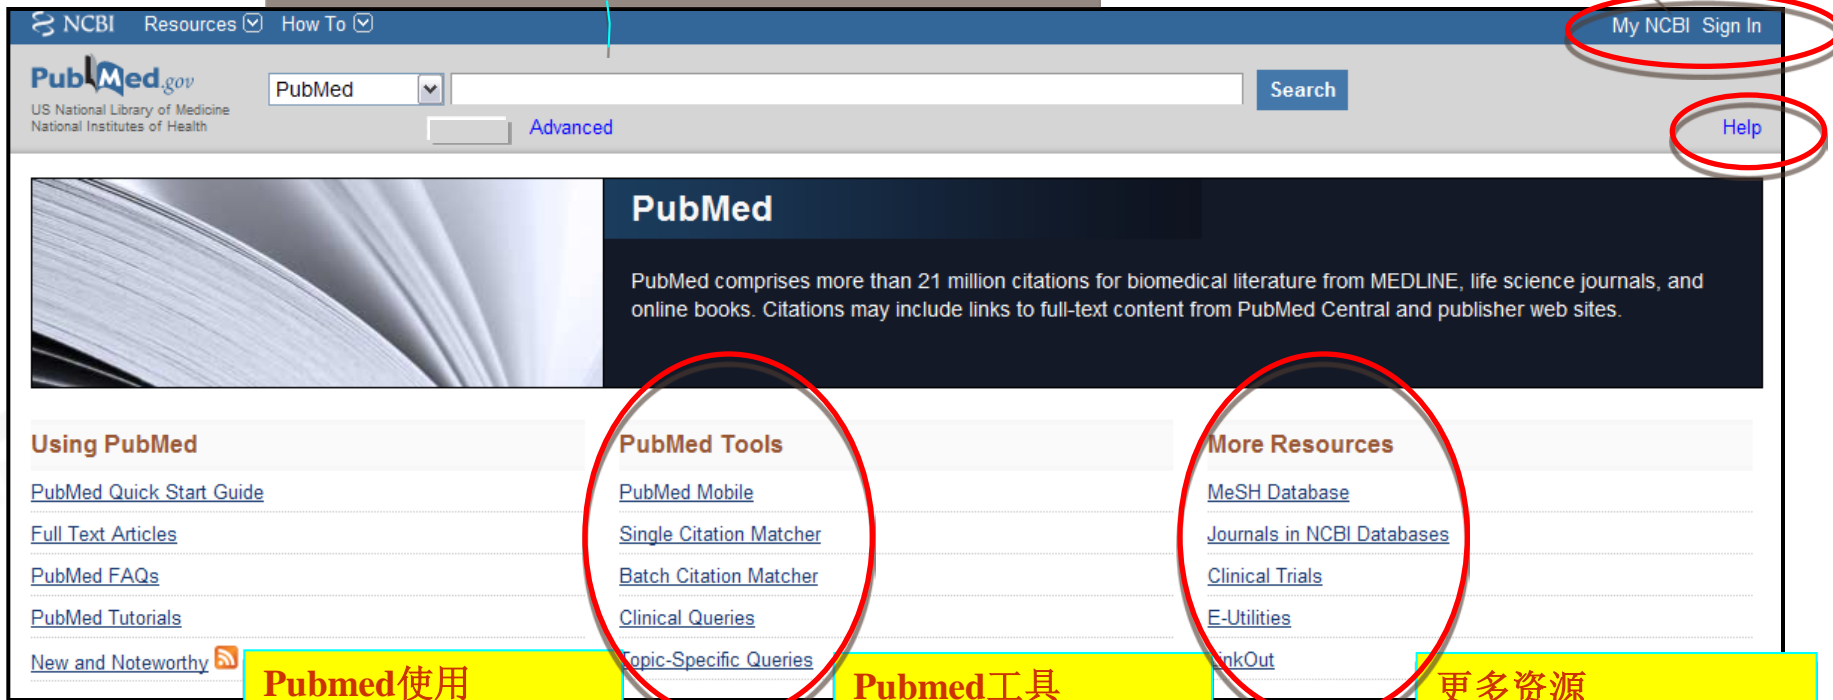 NCBI Resources How To My NCBI Sign In
PubMed.gov
US National Library of Medicine
National Institutes of Health
PubMed Search
Advanced Help
PubMed
PubMed comprises more than 21 million citations for biomedical literature from MEDLINE, life science journals, and
online books. Citations may include links to full-text content from PubMed Central and publisher web sites.
Using PubMed
PubMed Quick Start Guide
Full Text Articles
PubMed FAQs
PubMed Tutorials
New and Noteworthy
PubMed Tools
PubMed Mobile
Single Citation Matcher
Batch Citation Matcher
Clinical Queries
Topic-Specific Queries
More Resources
MeSH Database
Journals in NCBI Databases
Clinical Trials
E-Utilities
LinkOut
Pubmed使用
Pubmed工具
更多资源